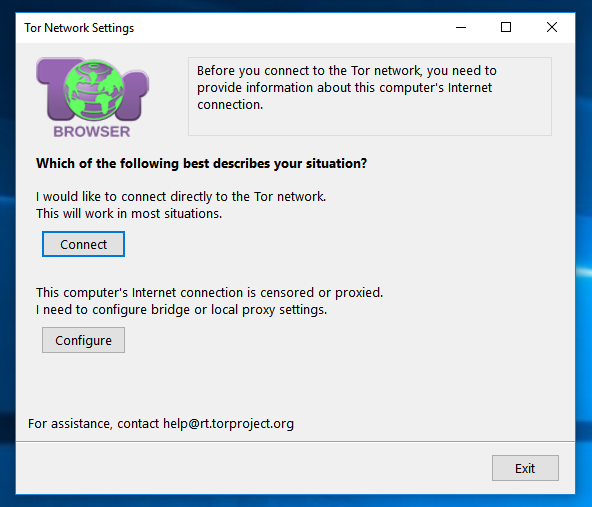 Tor Network Settings
Tor
BROWSER
Before you connect to the Tor network, you need to
provide information about this computer's Internet
connection.
Which of the following best describes your situation?
I would like to connect directly to the Tor network.
This will work in most situations.
Connect
This computer's Internet connection is censored or proxied.
I need to configure bridge or local proxy settings.
Configure
For assistance, contact help@rt.torproject.org
Exit